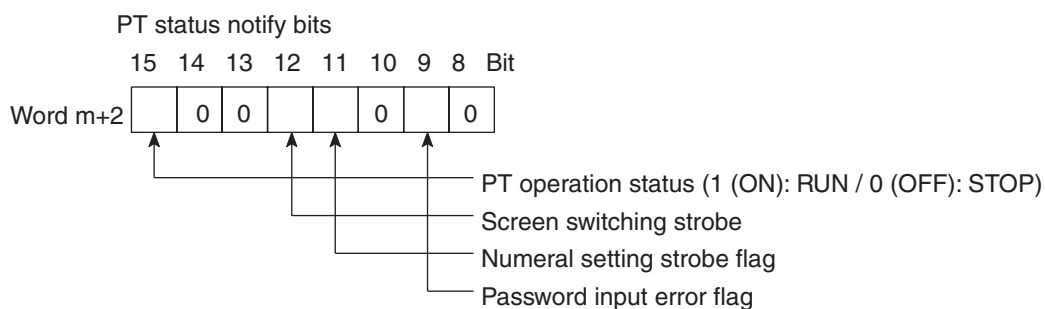 PT status notify bits
15 14 13 12 11 10 9 8 Bit
Word m+2 0 0 0 0
PT operation status (1 (ON): RUN / 0 (OFF): STOP)
Screen switching strobe
Numeral setting strobe flag
Password input error flag